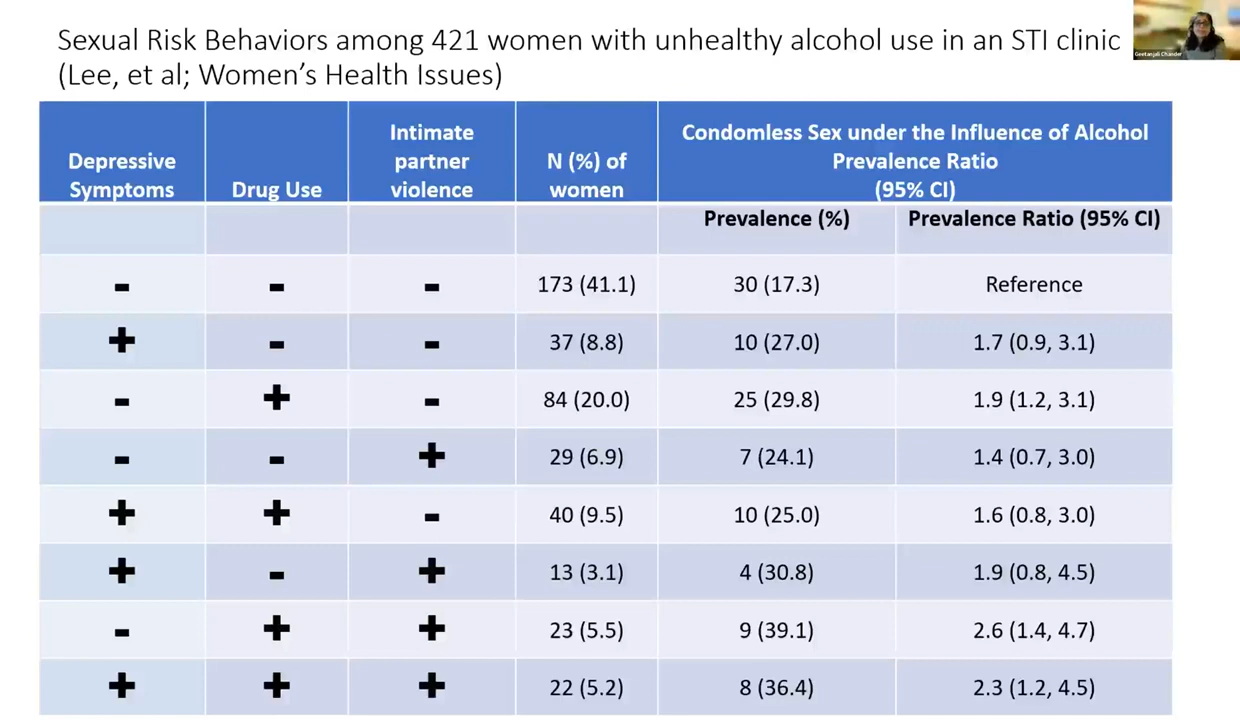 Sexual Risk Behaviors among 421 women with unhealthy alcohol use in an STI clinic
(Lee, et al; Women's Health Issues)
Geetanjali Chander
Depressive Symptoms | Drug Use | Intimate partner violence | N (%) of women | Condomless Sex under the Influence of Alcohol Prevalence Ratio (95% CI)
Prevalence (%) | Prevalence Ratio (95% CI)
- | - | - | 173 (41.1) | 30 (17.3) | Reference
+ | - | - | 37 (8.8) | 10 (27.0) | 1.7 (0.9, 3.1)
- | + | - | 84 (20.0) | 25 (29.8) | 1.9 (1.2, 3.1)
- | - | + | 29 (6.9) | 7 (24.1) | 1.4 (0.7, 3.0)
+ | + | - | 40 (9.5) | 10 (25.0) | 1.6 (0.8, 3.0)
+ | - | + | 13 (3.1) | 4 (30.8) | 1.9 (0.8, 4.5)
- | + | + | 23 (5.5) | 9 (39.1) | 2.6 (1.4, 4.7)
+ | + | + | 22 (5.2) | 8 (36.4) | 2.3 (1.2, 4.5)